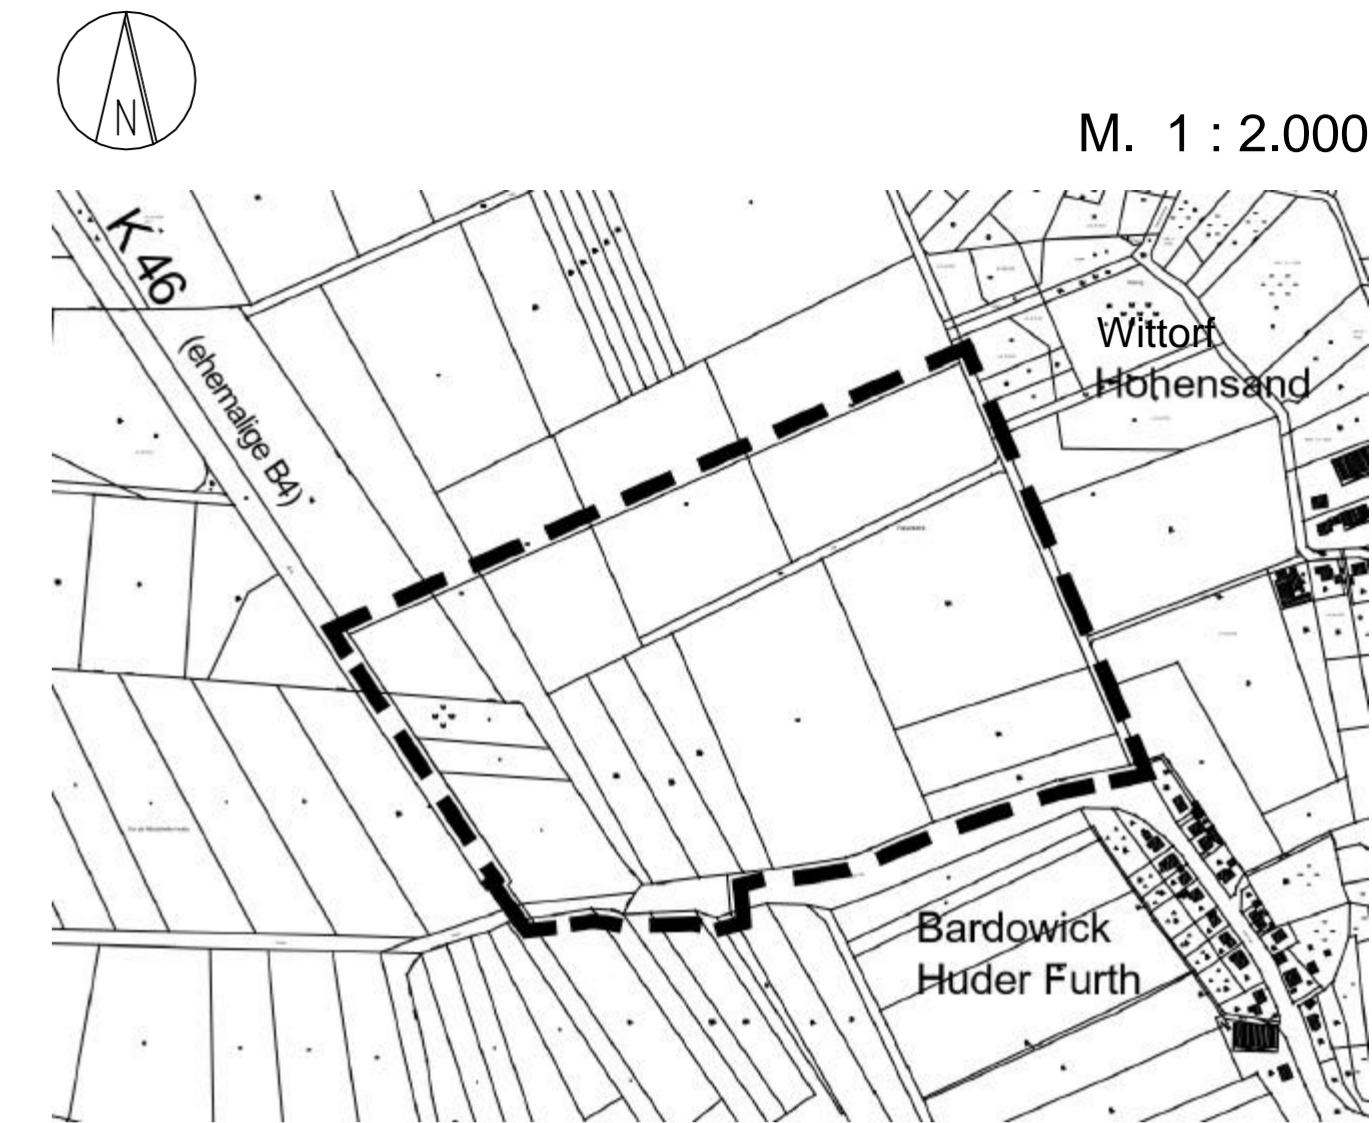 N
M. 1 : 2.000
K 46
(ehemalige B4)
Wittorf
Hohensand
Bardowick
Huder Furth